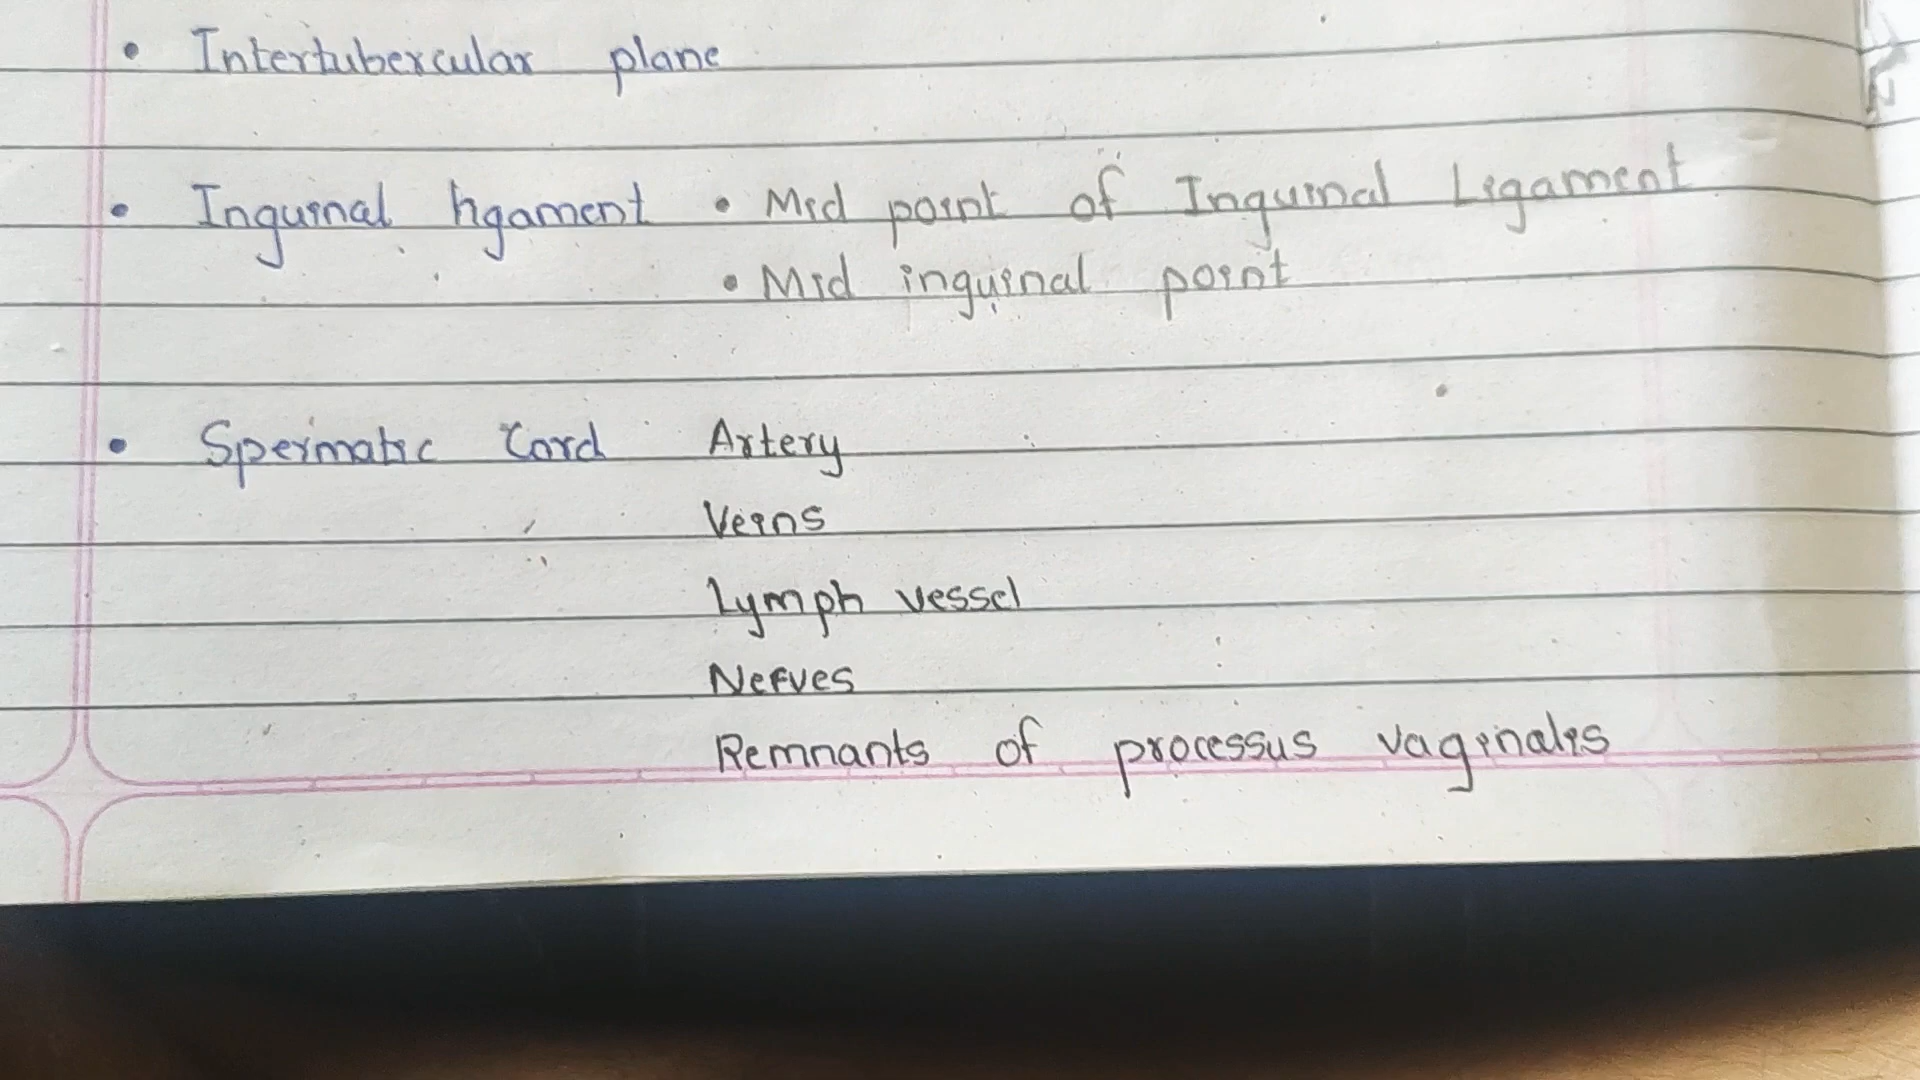 • Intertubercular plane
• Inguinal ligament • Mid point of Inguinal Ligament
• Mid inguinal point
• Spermatic Cord Artery
Veins
Lymph vessel
Nerves
Remnants of processus vaginalis